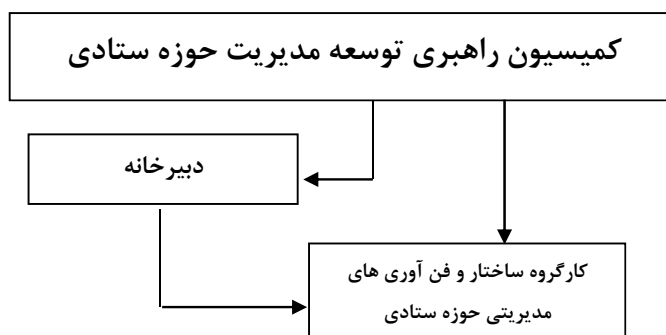 کمیسیون راهبری توسعه مدیریت حوزه ستادی
دبیرخانه
کارگروه ساختار و فن آوری های
مدیریتی حوزه ستادی